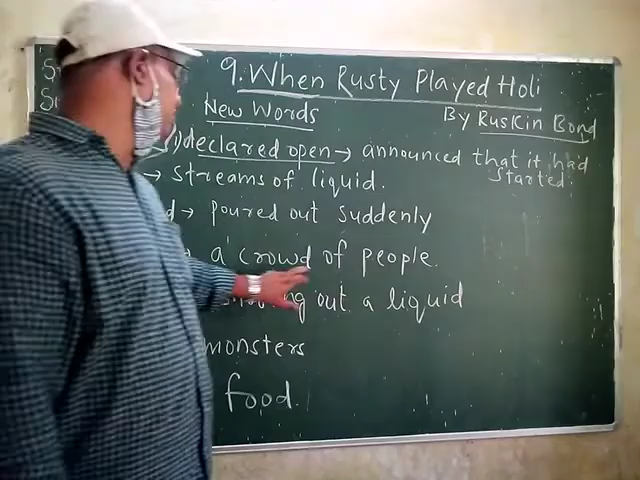 9. When Rusty Played Holi
New Words
By Ruskin Bond
1) declared open → announced that it had
started.
→ streams of liquid.
d → poured out suddenly
a crowd of people.
out a liquid
monsters
food.